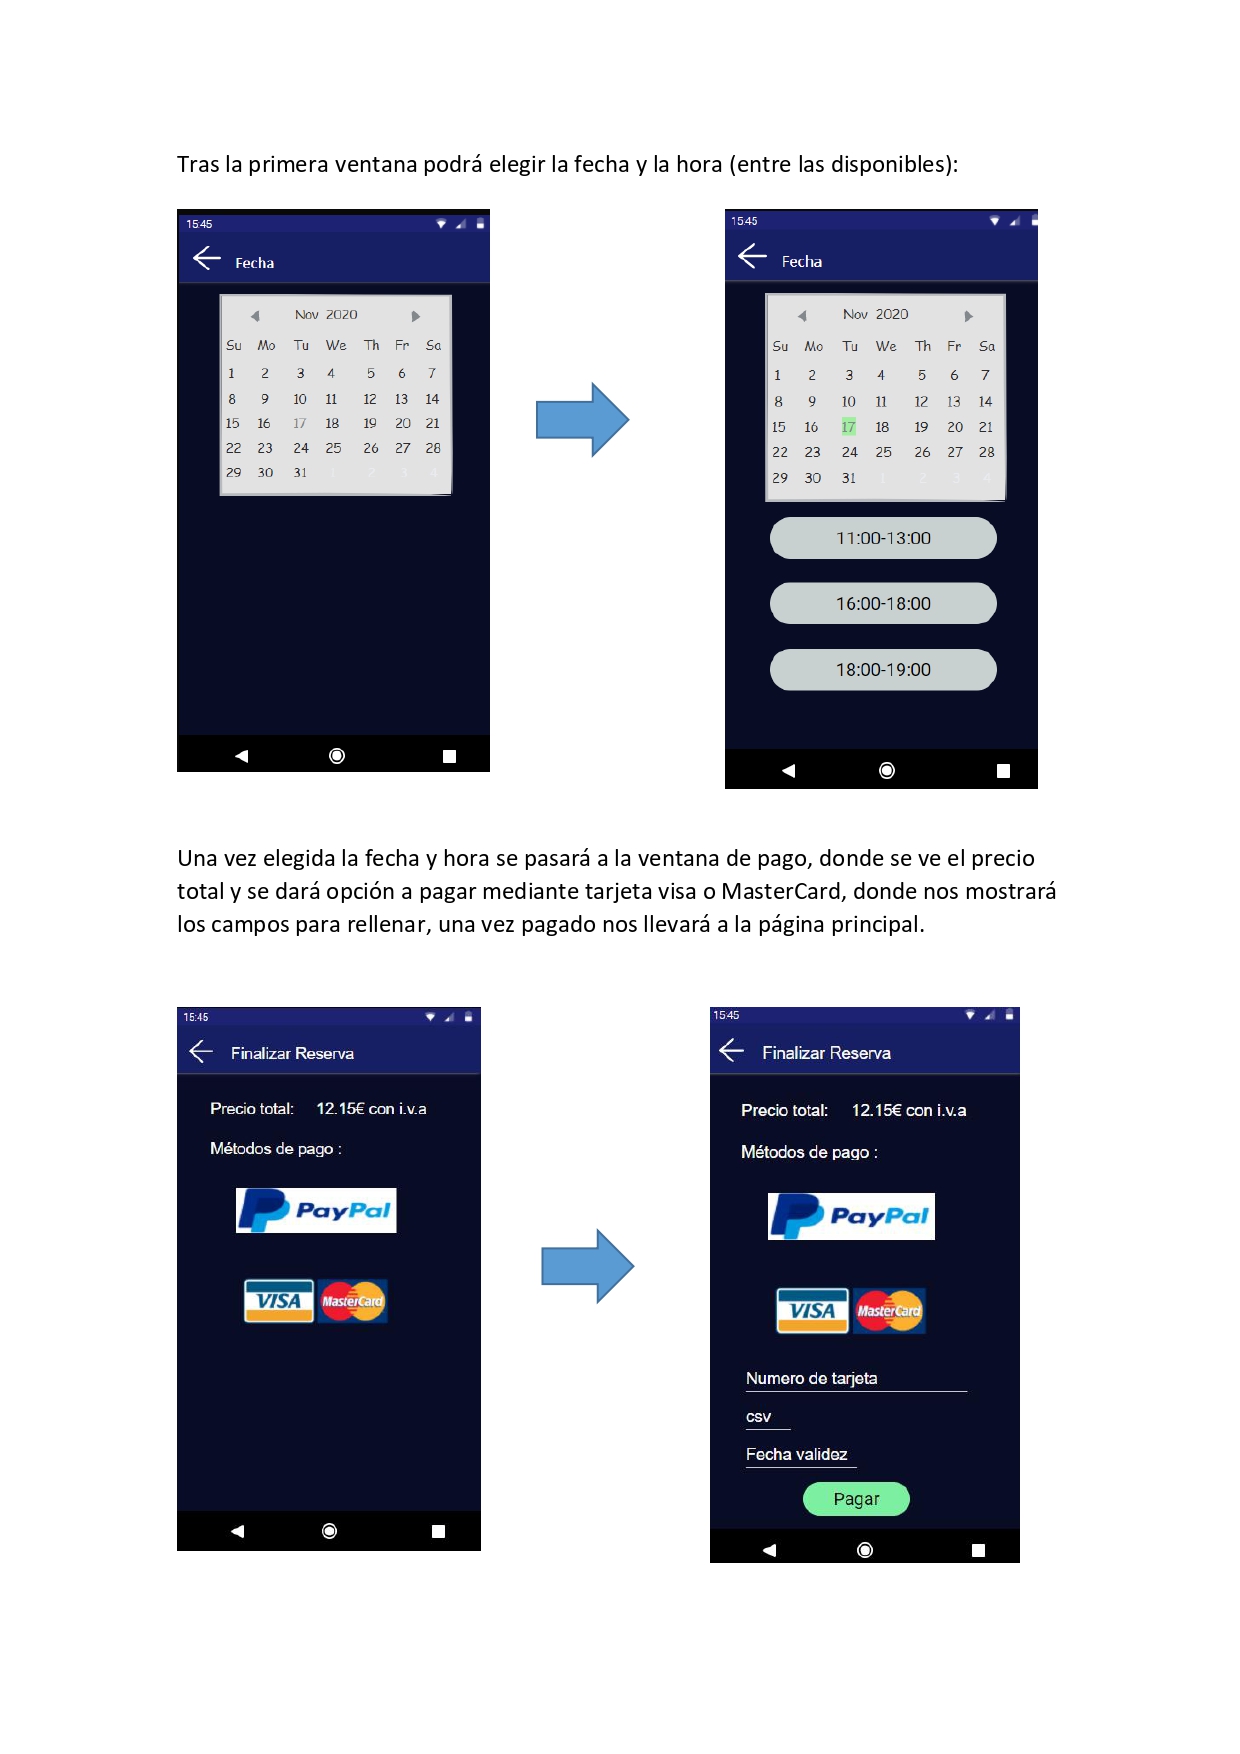 Tras la primera ventana podrá elegir la fecha y la hora (entre las disponibles):
15:45
Fecha
Nov 2020
Su Mo Tu We Th Fr Sa
1 2 3 4 5 6 7
8 9 10 11 12 13 14
15 16 17 18 19 20 21
22 23 24 25 26 27 28
29 30 31 1 2 3 4
15:45
Fecha
Nov 2020
Su Mo Tu We Th Fr Sa
1 2 3 4 5 6 7
8 9 10 11 12 13 14
15 16 17 18 19 20 21
22 23 24 25 26 27 28
29 30 31 1 2 3 4
11:00-13:00
16:00-18:00
18:00-19:00
Una vez elegida la fecha y hora se pasará a la ventana de pago, donde se ve el precio
total y se dará opción a pagar mediante tarjeta visa o MasterCard, donde nos mostrará
los campos para rellenar, una vez pagado nos llevará a la página principal.
15:45
Finalizar Reserva
Precio total: 12.15€ con i.v.a
Métodos de pago :
PayPal
VISA MasterCard
15:45
Finalizar Reserva
Precio total: 12.15€ con i.v.a
Métodos de pago :
PayPal
VISA MasterCard
Numero de tarjeta
csv
Fecha validez
Pagar